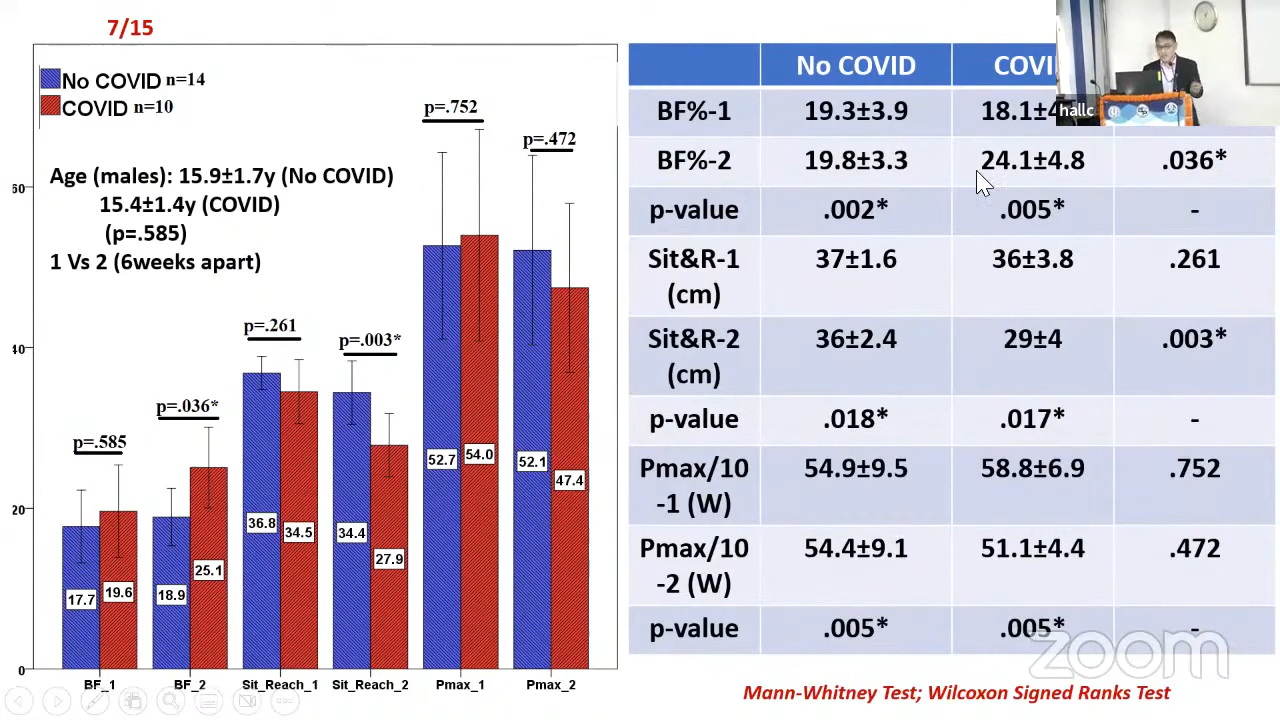 7/15
No COVID n=14
COVID n=10
Age (males): 15.9±1.7y (No COVID)
15.4±1.4y (COVID)
(p=.585)
1 Vs 2 (6weeks apart)
p=.585
p=.036*
p=.261
p=.003*
p=.752
p=.472
60
40
20
0
17.7
19.6
18.9
25.1
36.8
34.5
34.4
27.9
52.7
54.0
52.1
47.4
BF_1
BF_2
Sit_Reach_1
Sit_Reach_2
Pmax_1
Pmax_2
No COVID
BF%-1 19.3±3.9
BF%-2 19.8±3.3 24.1±4.8 .036*
p-value .002* .005* -
Sit&R-1 37±1.6 36±3.8 .261
(cm)
Sit&R-2 36±2.4 29±4 .003*
(cm)
p-value .018* .017* -
Pmax/10 54.9±9.5 58.8±6.9 .752
-1 (W)
Pmax/10 54.4±9.1 51.1±4.4 .472
-2 (W)
p-value .005* .005* -
Mann-Whitney Test; Wilcoxon Signed Ranks Test
hallc
zoom